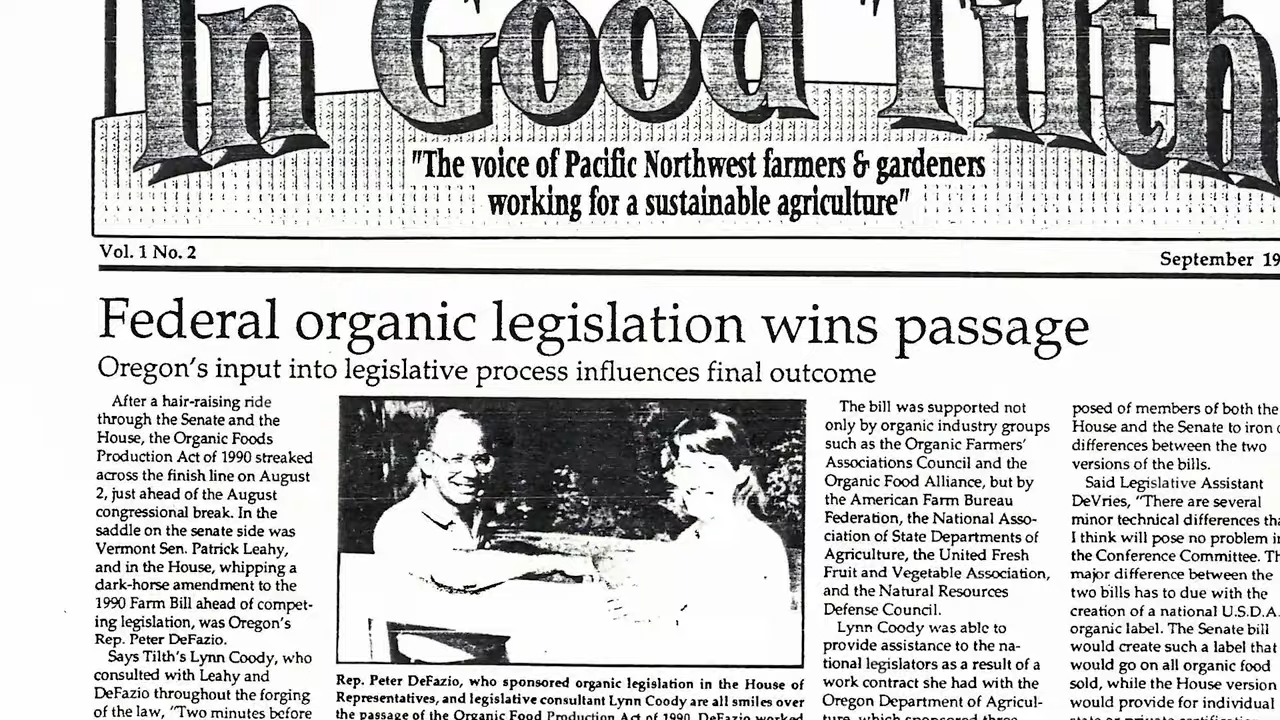 In Good Tilth
"The voice of Pacific Northwest farmers & gardeners
working for a sustainable agriculture"
Vol. 1 No. 2
September 19
Federal organic legislation wins passage
Oregon's input into legislative process influences final outcome
After a hair-raising ride
through the Senate and the
House, the Organic Foods
Production Act of 1990 streaked
across the finish line on August
2, just ahead of the August
congressional break. In the
saddle on the senate side was
Vermont Sen. Patrick Leahy,
and in the House, whipping a
dark-horse amendment to the
1990 Farm Bill ahead of compet-
ing legislation, was Oregon's
Rep. Peter DeFazio.
Says Tilth's Lynn Coody, who
consulted with Leahy and
DeFazio throughout the forging
of the law, "Two minutes before
Rep. Peter DeFazio, who sponsored organic legislation in the House of
Representatives, and legislative consultant Lynn Coody are all smiles over
the passage of the Organic Food Production Act of 1990. DeFazio worked
The bill was supported not
only by organic industry groups
such as the Organic Farmers'
Associations Council and the
Organic Food Alliance, but by
the American Farm Bureau
Federation, the National Asso-
ciation of State Departments of
Agriculture, the United Fresh
Fruit and Vegetable Association,
and the Natural Resources
Defense Council.
Lynn Coody was able to
provide assistance to the na-
tional legislators as a result of a
work contract she had with the
Oregon Department of Agricul-
ture, which sponsored three
posed of members of both the
House and the Senate to iron
differences between the two
versions of the bills.
Said Legislative Assistant
DeVries, "There are several
minor technical differences tha
I think will pose no problem in
the Conference Committee. Th
major difference between the
two bills has to due with the
creation of a national U.S.D.A.
organic label. The Senate bill
would create such a label that
would go on all organic food
sold, while the House version
would provide for individual
state or private certification